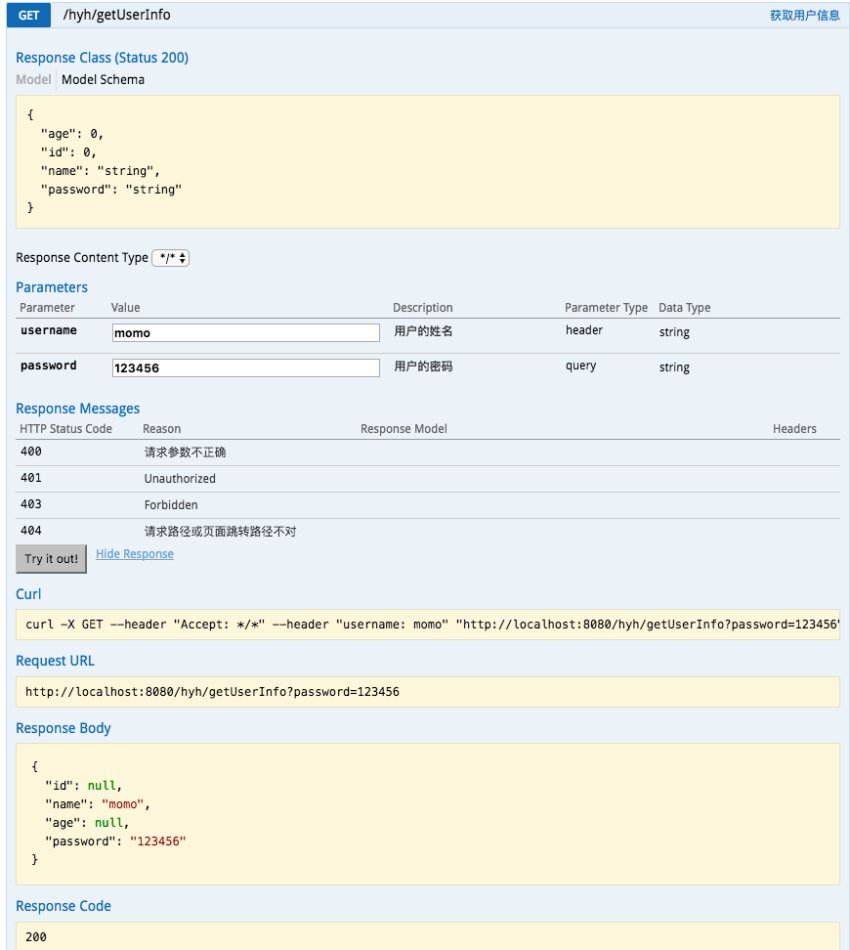 GET /hyh/getUserInfo 获取用户信息
Response Class (Status 200)
Model Model Schema
{
"age": 0,
"id": 0,
"name": "string",
"password": "string"
}
Response Content Type */*
Parameters
Parameter Value Description Parameter Type Data Type
username momo 用户的姓名 header string
password 123456 用户的密码 query string
Response Messages
HTTP Status Code Reason Response Model Headers
400 请求参数不正确
401 Unauthorized
403 Forbidden
404 请求路径或页面跳转路径不对
Try it out! Hide Response
Curl
curl -X GET --header "Accept: */*" --header "username: momo" "http://localhost:8080/hyh/getUserInfo?password=123456"
Request URL
http://localhost:8080/hyh/getUserInfo?password=123456
Response Body
{
"id": null,
"name": "momo",
"age": null,
"password": "123456"
}
Response Code
200